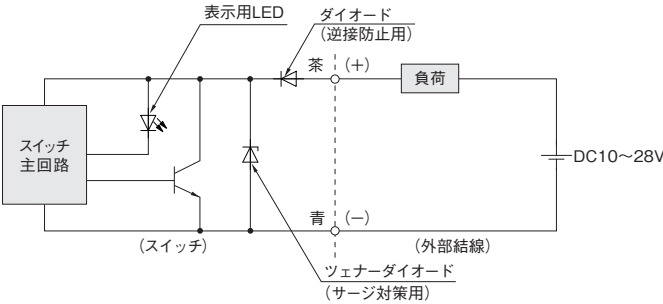 表示用LED
ダイオード
（逆接防止用）
茶
（+）
負荷
スイッチ
主回路
DC10～28V
青
（−）
（スイッチ）
（外部結線）
ツェナーダイオード
（サージ対策用）